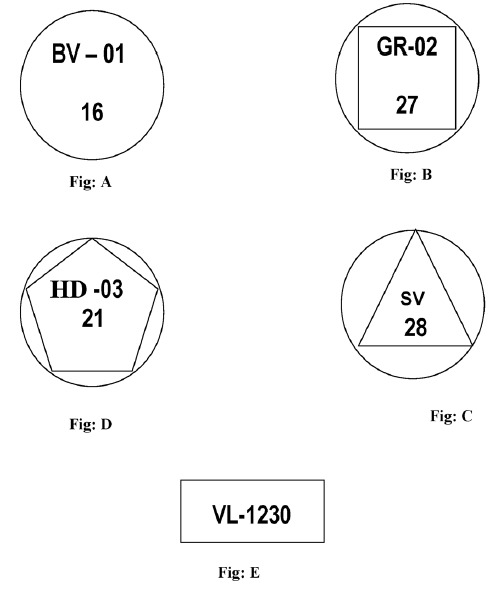 BV – 01
16
Fig: A
GR-02
27
Fig: B
HD -03
21
Fig: D
SV
28
Fig: C
VL-1230
Fig: E